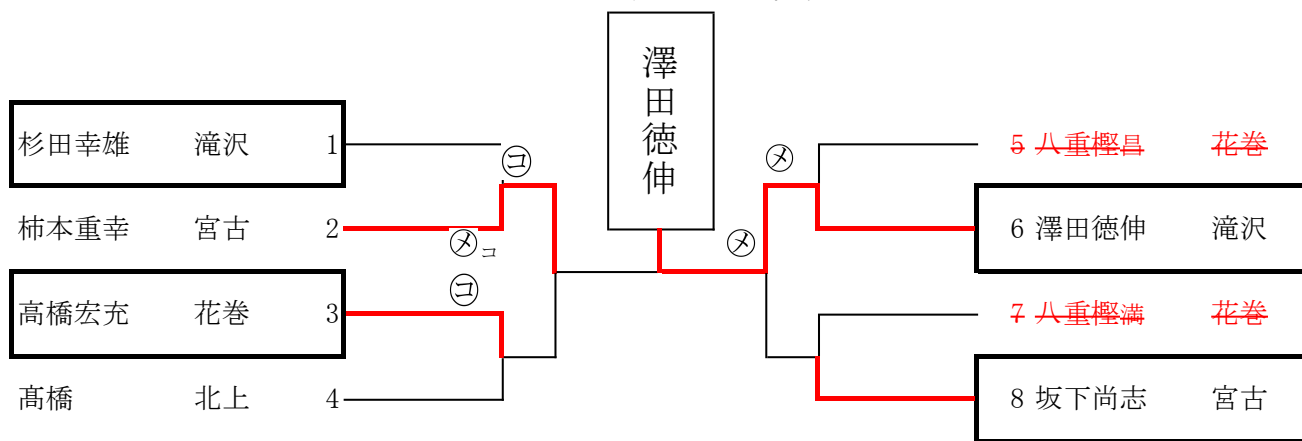 澤田徳伸
杉田幸雄 滝沢 1
㋙
柿本重幸 宮古 2
㋱コ
㋙
高橋宏充 花巻 3
髙橋 北上 4
㋱
5 八重樫昌 花巻
6 澤田徳伸 滝沢
㋱
7 八重樫満 花巻
8 坂下尚志 宮古